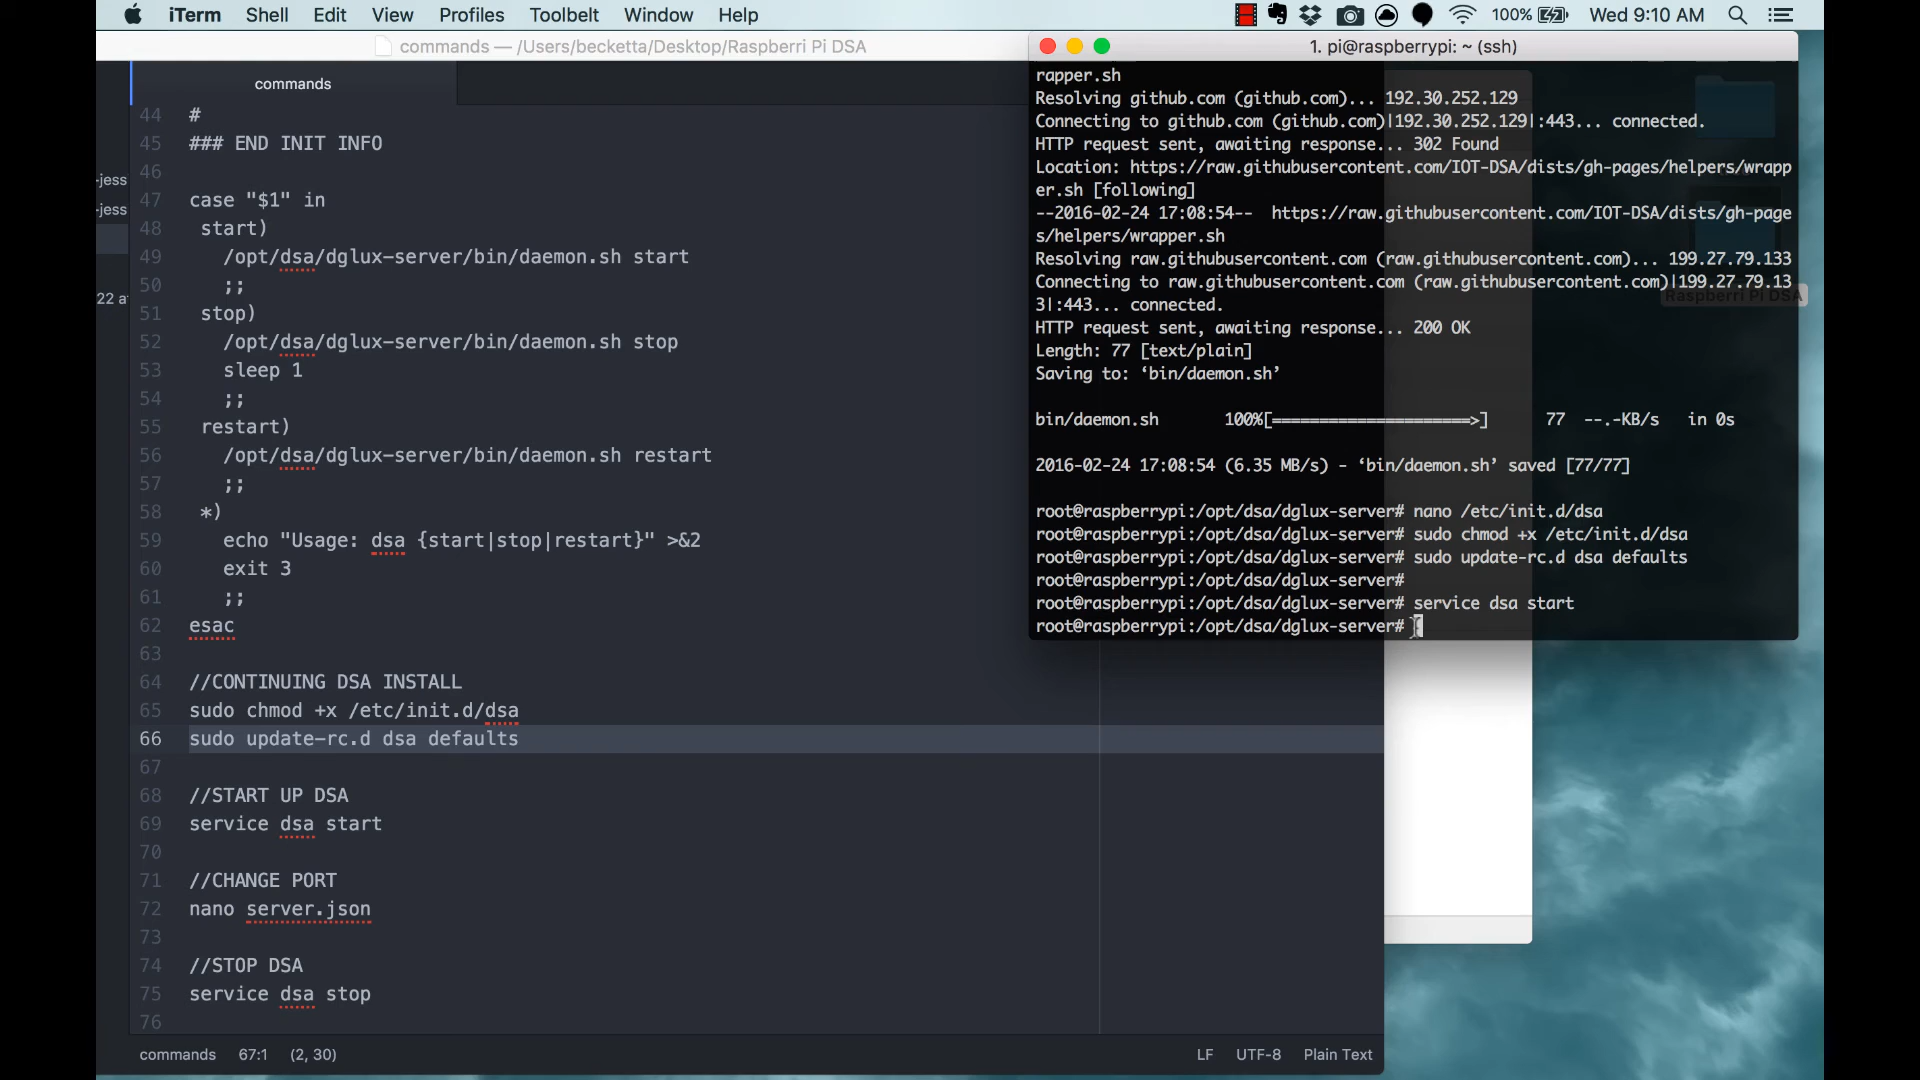 iTerm Shell Edit View Profiles Toolbelt Window Help
100% Wed 9:10 AM
commands — /Users/becketta/Desktop/Raspberri Pi DSA
commands
-jess
-jess
22 a
44 #
45 ### END INIT INFO
46
47 case "$1" in
48 start)
49 /opt/dsa/dglux-server/bin/daemon.sh start
50 ;;
51 stop)
52 /opt/dsa/dglux-server/bin/daemon.sh stop
53 sleep 1
54 ;;
55 restart)
56 /opt/dsa/dglux-server/bin/daemon.sh restart
57 ;;
58 *)
59 echo "Usage: dsa {start|stop|restart}" >&2
60 exit 3
61 ;;
62 esac
63
64 //CONTINUING DSA INSTALL
65 sudo chmod +x /etc/init.d/dsa
66 sudo update-rc.d dsa defaults
67
68 //START UP DSA
69 service dsa start
70
71 //CHANGE PORT
72 nano server.json
73
74 //STOP DSA
75 service dsa stop
76
commands 67:1 (2, 30)
LF UTF-8 Plain Text
1. pi@raspberrypi: ~ (ssh)
rapper.sh
Resolving github.com (github.com)... 192.30.252.129
Connecting to github.com (github.com)|192.30.252.129|:443... connected.
HTTP request sent, awaiting response... 302 Found
Location: https://raw.githubusercontent.com/IOT-DSA/dists/gh-pages/helpers/wrapp
er.sh [following]
--2016-02-24 17:08:54-- https://raw.githubusercontent.com/IOT-DSA/dists/gh-page
s/helpers/wrapper.sh
Resolving raw.githubusercontent.com (raw.githubusercontent.com)... 199.27.79.133
Connecting to raw.githubusercontent.com (raw.githubusercontent.com)|199.27.79.13
3|:443... connected.
HTTP request sent, awaiting response... 200 OK
Length: 77 [text/plain]
Saving to: ‘bin/daemon.sh’
bin/daemon.sh 100%[=====================>] 77 --.-KB/s in 0s
2016-02-24 17:08:54 (6.35 MB/s) - ‘bin/daemon.sh’ saved [77/77]
root@raspberrypi:/opt/dsa/dglux-server# nano /etc/init.d/dsa
root@raspberrypi:/opt/dsa/dglux-server# sudo chmod +x /etc/init.d/dsa
root@raspberrypi:/opt/dsa/dglux-server# sudo update-rc.d dsa defaults
root@raspberrypi:/opt/dsa/dglux-server#
root@raspberrypi:/opt/dsa/dglux-server# service dsa start
root@raspberrypi:/opt/dsa/dglux-server#
Raspberri Pi DSA